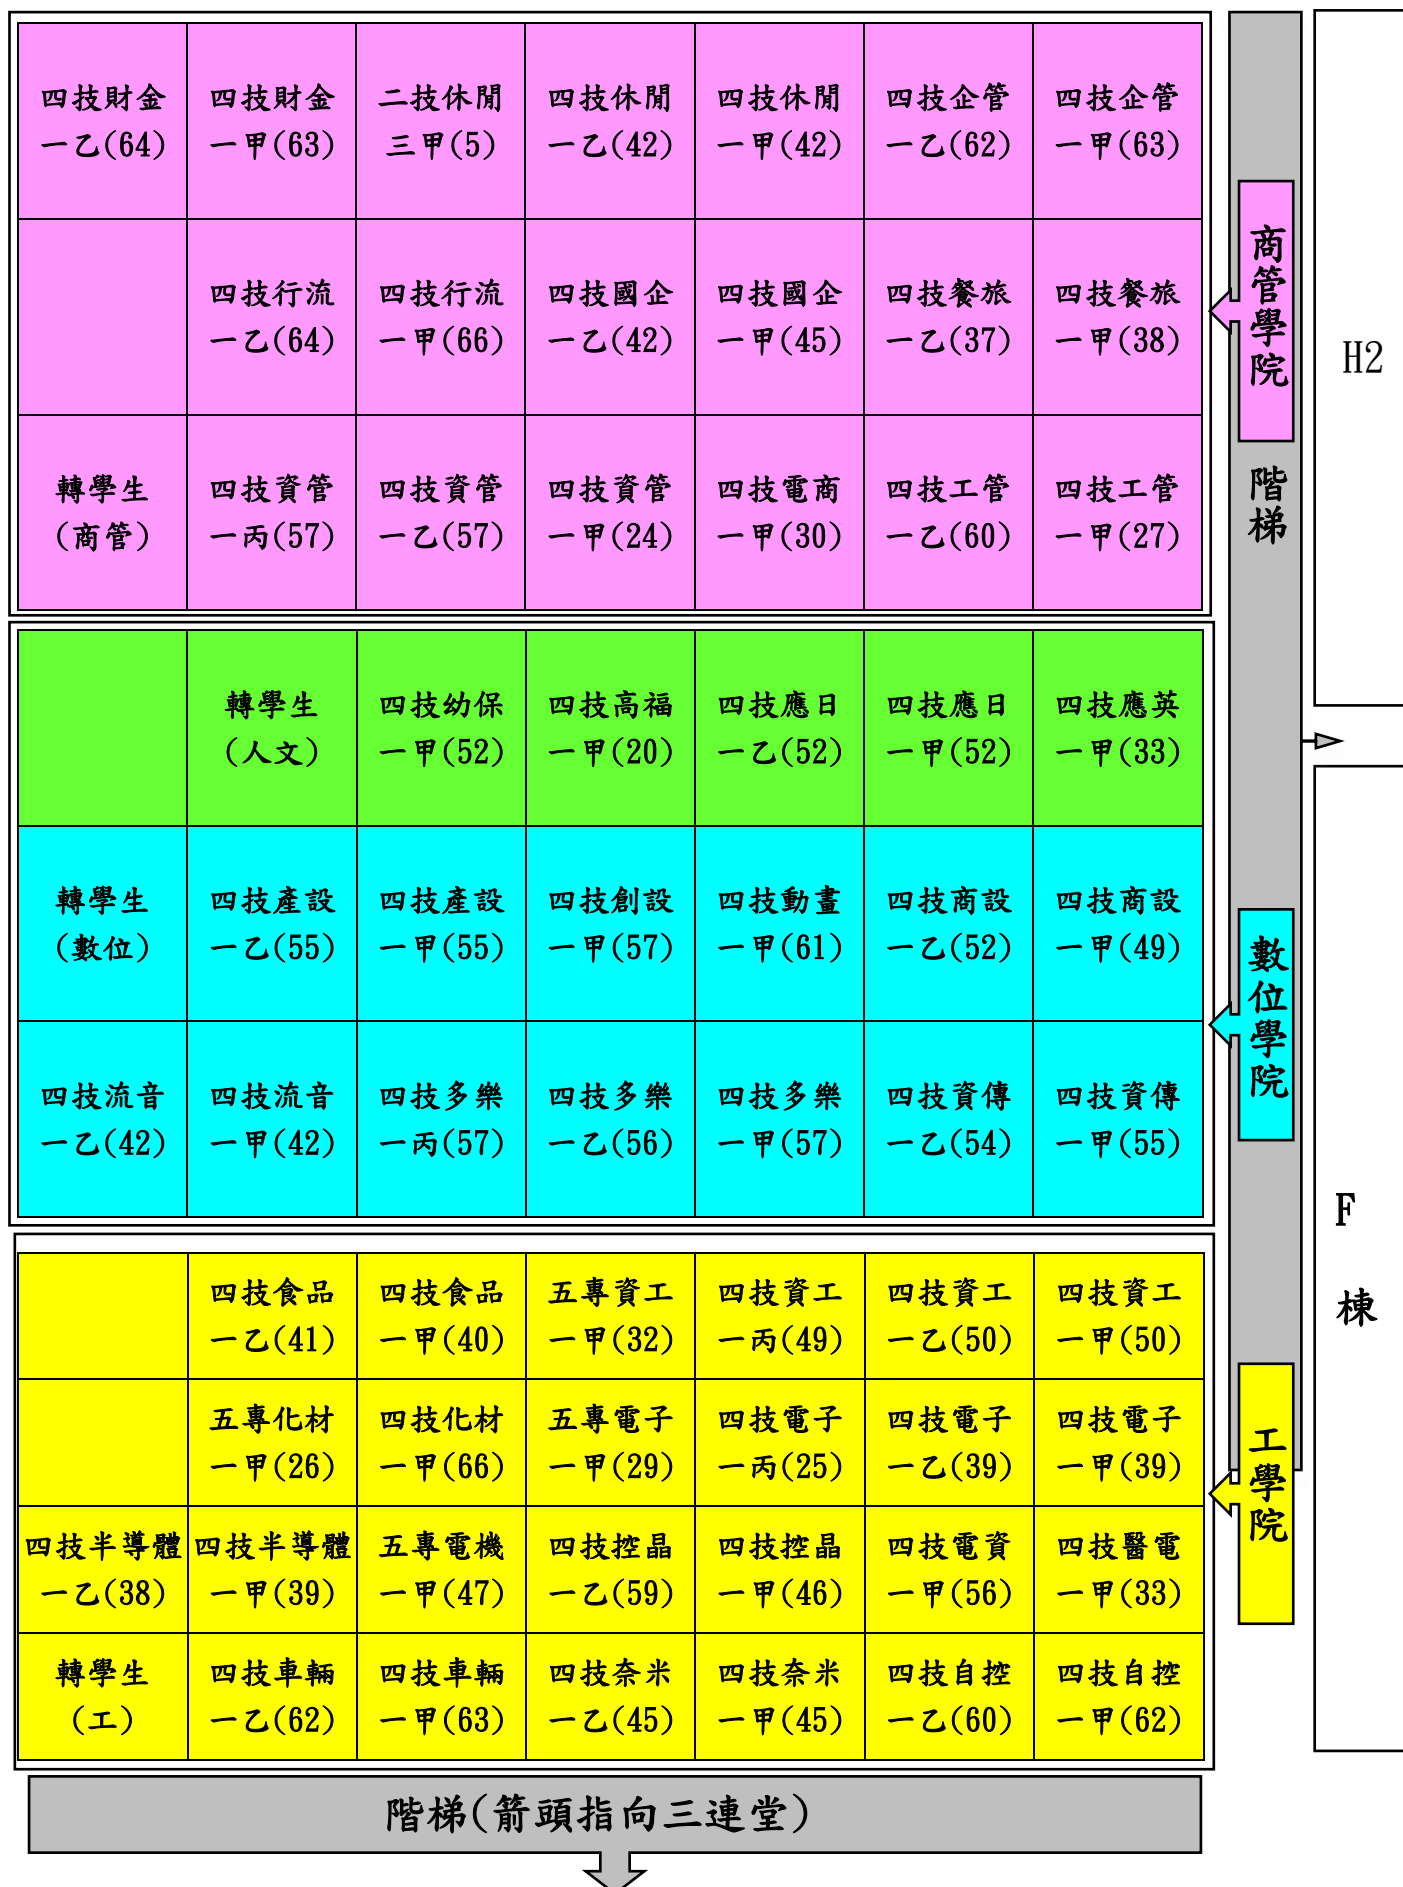 四技財金
一乙(64)
四技財金
一甲(63)
二技休閒
三甲(5)
四技休閒
一乙(42)
四技休閒
一甲(42)
四技企管
一乙(62)
四技企管
一甲(63)
四技行流
一乙(64)
四技行流
一甲(66)
四技國企
一乙(42)
四技國企
一甲(45)
四技餐旅
一乙(37)
四技餐旅
一甲(38)
轉學生
(商管)
四技資管
一丙(57)
四技資管
一乙(57)
四技資管
一甲(24)
四技電商
一甲(30)
四技工管
一乙(60)
四技工管
一甲(27)
商管學院
階梯
H2
轉學生
(人文)
四技幼保
一甲(52)
四技高福
一甲(20)
四技應日
一乙(52)
四技應日
一甲(52)
四技應英
一甲(33)
轉學生
(數位)
四技產設
一乙(55)
四技產設
一甲(55)
四技創設
一甲(57)
四技動畫
一甲(61)
四技商設
一乙(52)
四技商設
一甲(49)
四技流音
一乙(42)
四技流音
一甲(42)
四技多樂
一丙(57)
四技多樂
一乙(56)
四技多樂
一甲(57)
四技資傳
一乙(54)
四技資傳
一甲(55)
數位學院
F
棟
四技食品
一乙(41)
四技食品
一甲(40)
五專資工
一甲(32)
四技資工
一丙(49)
四技資工
一乙(50)
四技資工
一甲(50)
五專化材
一甲(26)
四技化材
一甲(66)
五專電子
一甲(29)
四技電子
一丙(25)
四技電子
一乙(39)
四技電子
一甲(39)
四技半導體
一乙(38)
四技半導體
一甲(39)
五專電機
一甲(47)
四技控晶
一乙(59)
四技控晶
一甲(46)
四技電資
一甲(56)
四技醫電
一甲(33)
轉學生
(工)
四技車輛
一乙(62)
四技車輛
一甲(63)
四技奈米
一乙(45)
四技奈米
一甲(45)
四技自控
一乙(60)
四技自控
一甲(62)
工學院
階梯(箭頭指向三連堂)